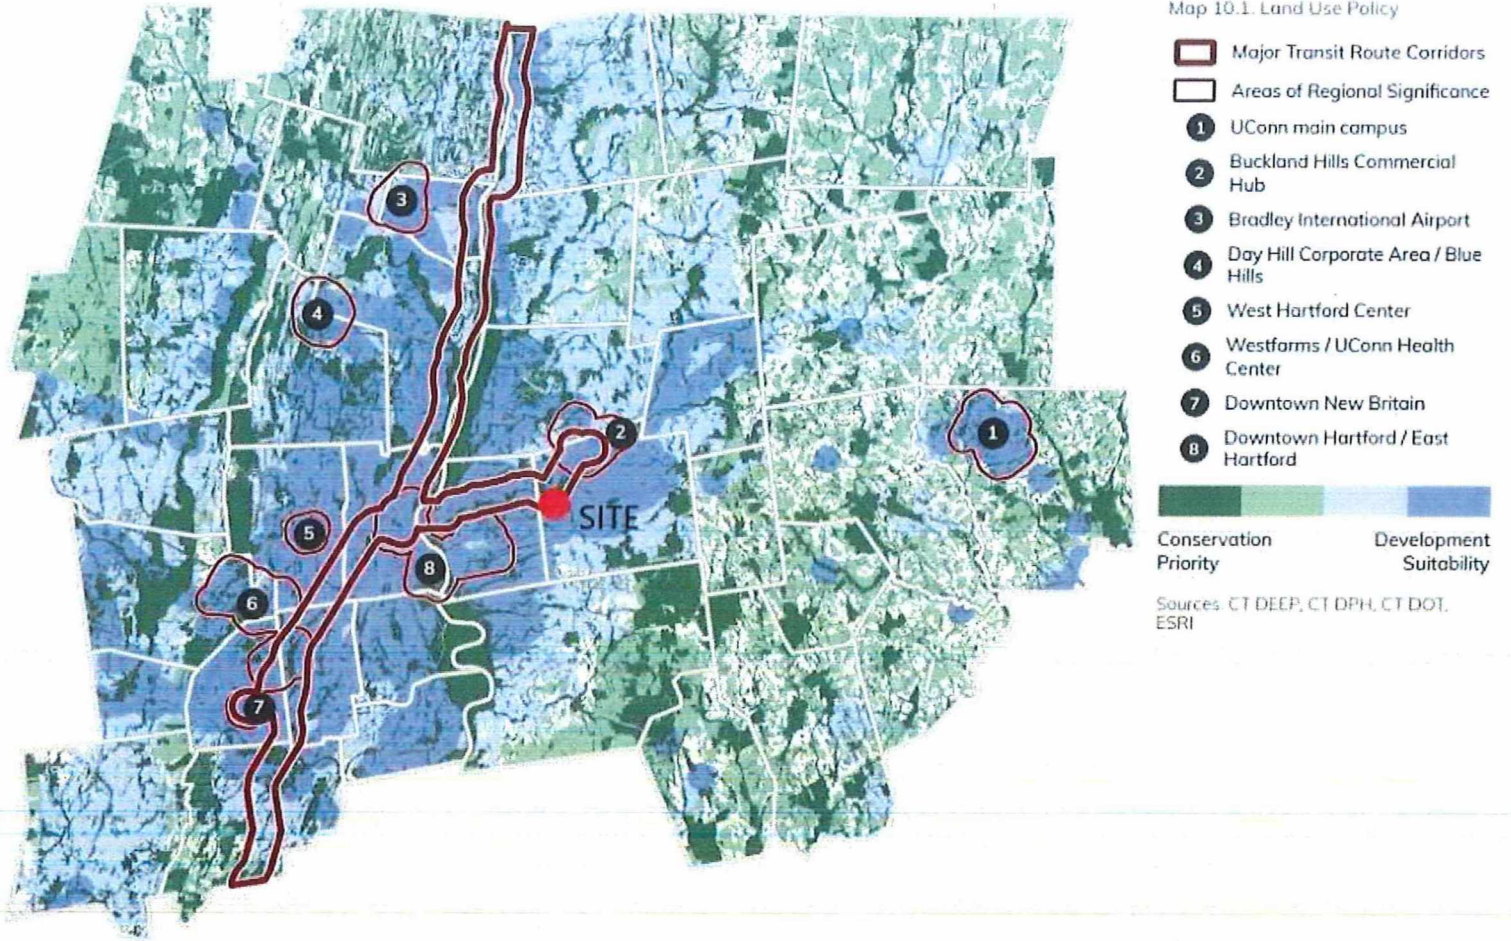 Map 10.1. Land Use Policy
Major Transit Route Corridors
Areas of Regional Significance
1 UConn main campus
2 Buckland Hills Commercial
Hub
3 Bradley International Airport
4 Day Hill Corporate Area / Blue
Hills
5 West Hartford Center
6 Westfarms / UConn Health
Center
7 Downtown New Britain
8 Downtown Hartford / East
Hartford
Conservation
Priority
Development
Suitability
Sources CT DEEP, CT DPH, CT DOT,
ESRI
3
4
2
1
SITE
5
8
6
7